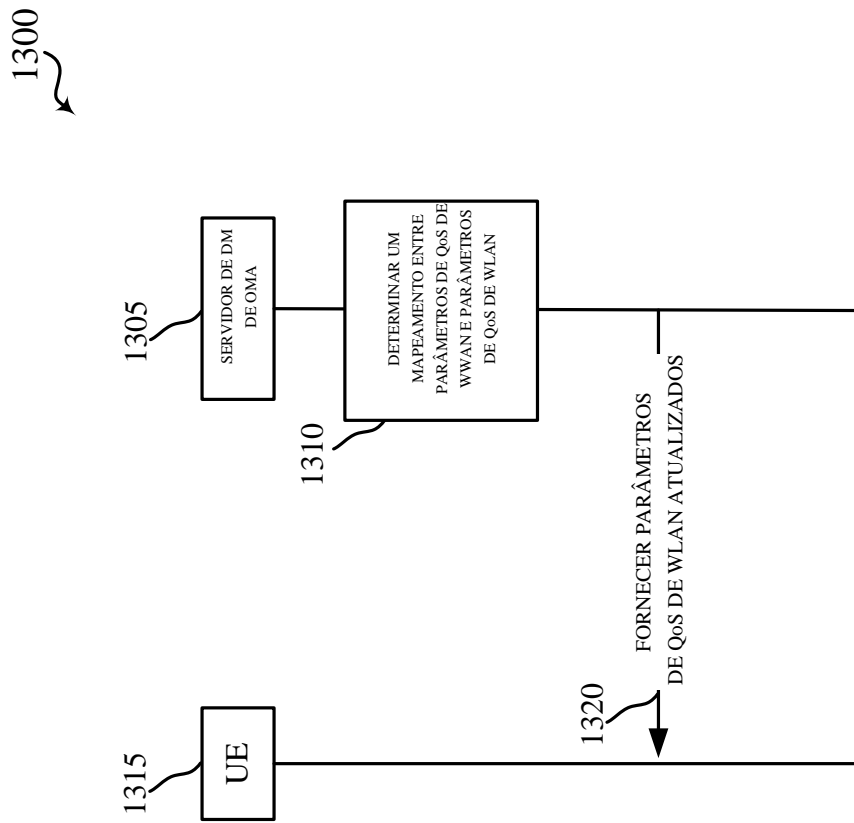 1300
1315
UE
1305
SERVIDOR DE DM
DE OMA
1310
DETERMINAR UM
MAPEAMENTO ENTRE
PARÂMETROS DE QoS DE
WWAN E PARÂMETROS
DE QoS DE WLAN
1320
FORNECER PARÂMETROS
DE QoS DE WLAN ATUALIZADOS